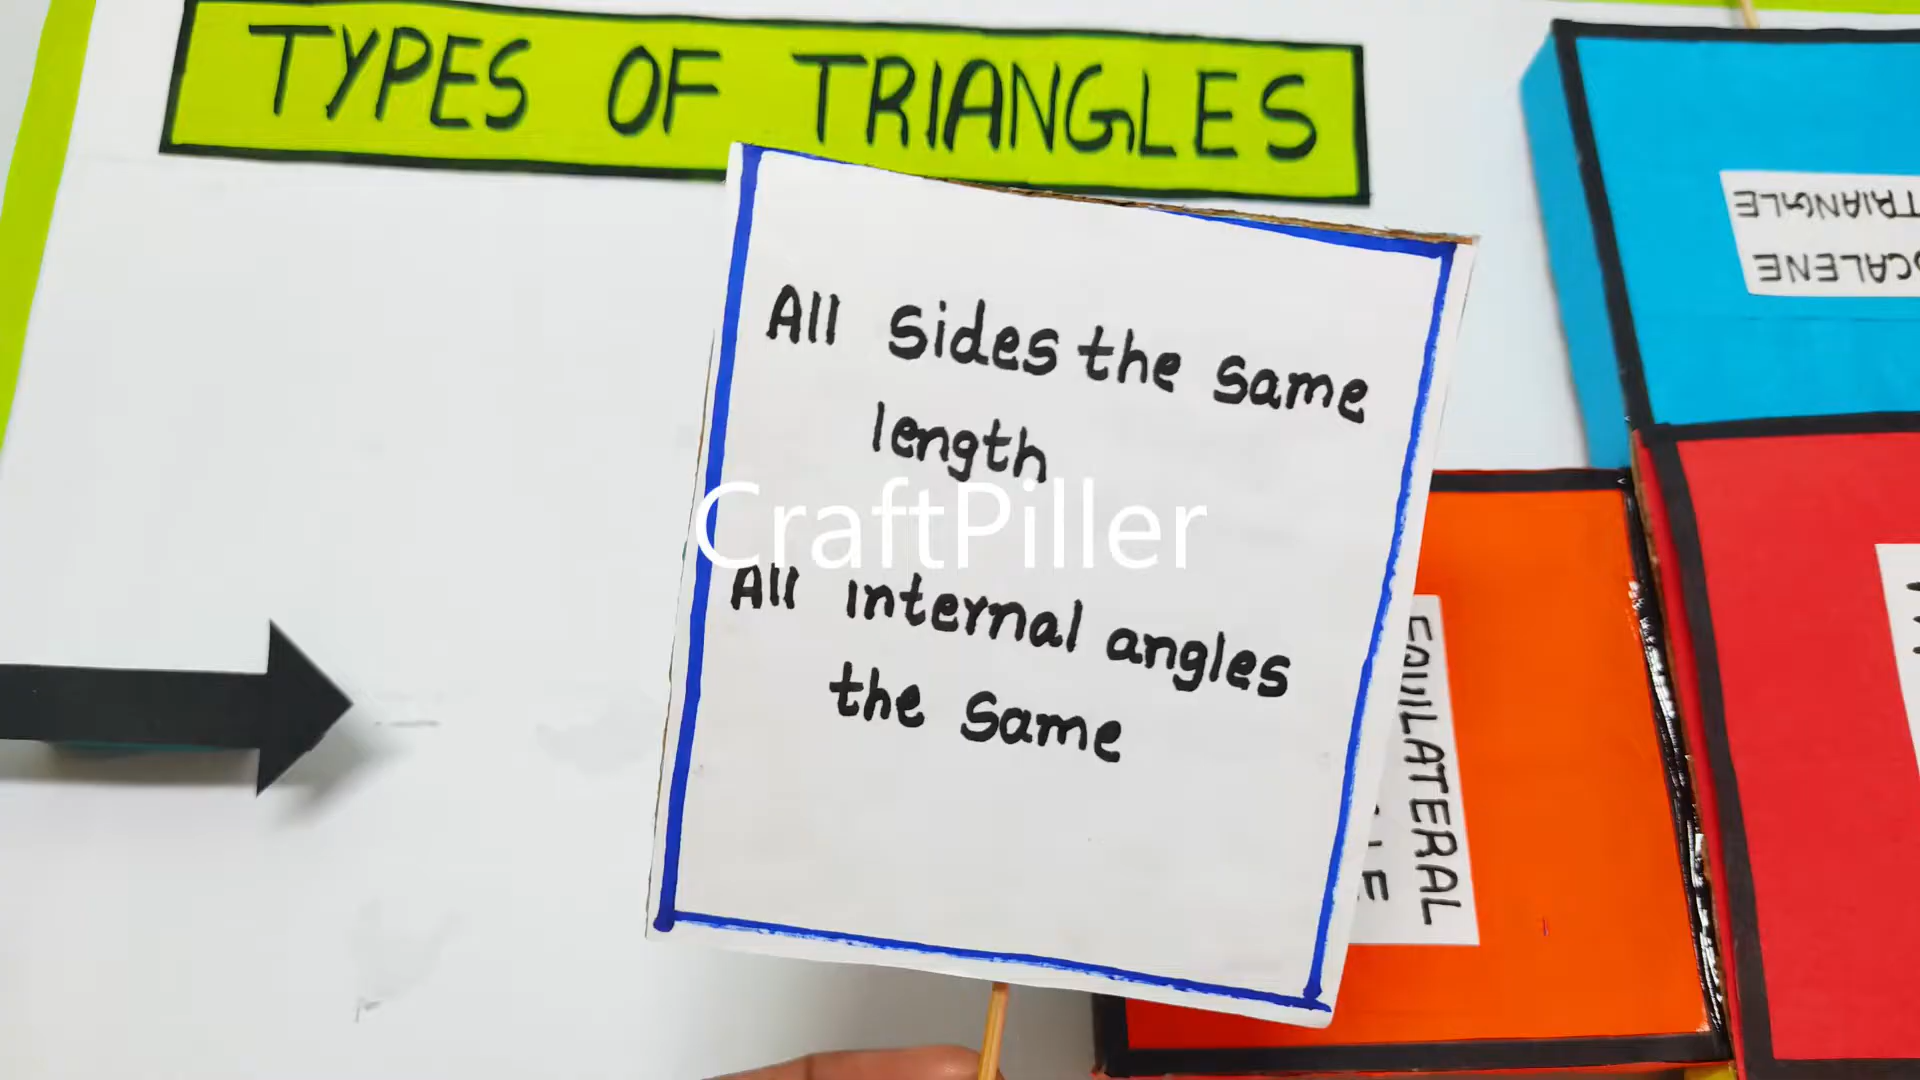 TYPES OF TRIANGLES
TRIANGLE
SCALENE
All sides the same
length
CraftPiller
All internal angles
the same
EQUILATERAL